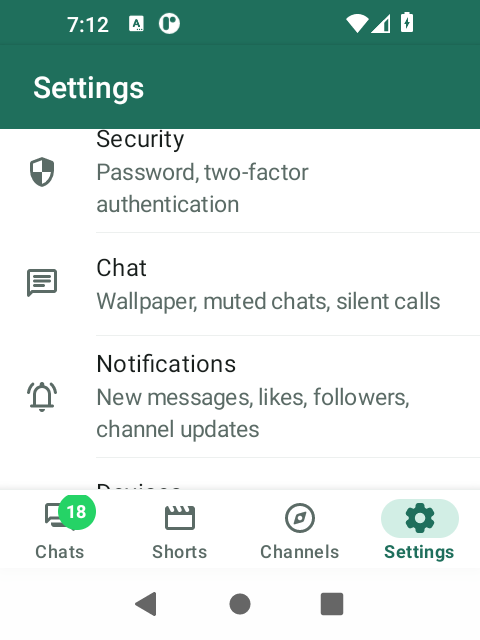 7:12
Settings
Security
Password, two-factor
authentication
Chat
Wallpaper, muted chats, silent calls
Notifications
New messages, likes, followers,
channel updates
Devices
18
Chats
Shorts
Channels
Settings